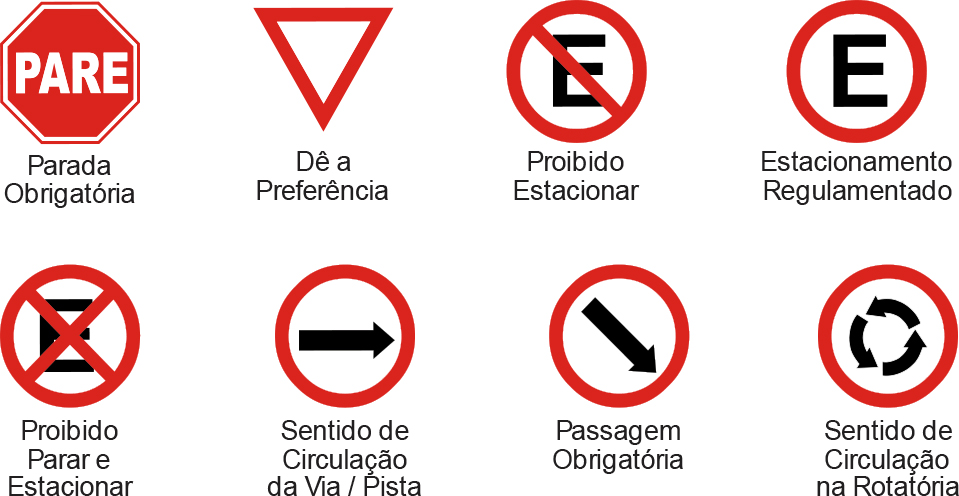 PARE
Parada
Obrigatória
Dê a
Preferência
E
Proibido
Estacionar
E
Estacionamento
Regulamentado
E
Proibido
Parar e
Estacionar
Sentido de
Circulação
da Via / Pista
Passagem
Obrigatória
Sentido de
Circulação
na Rotatória